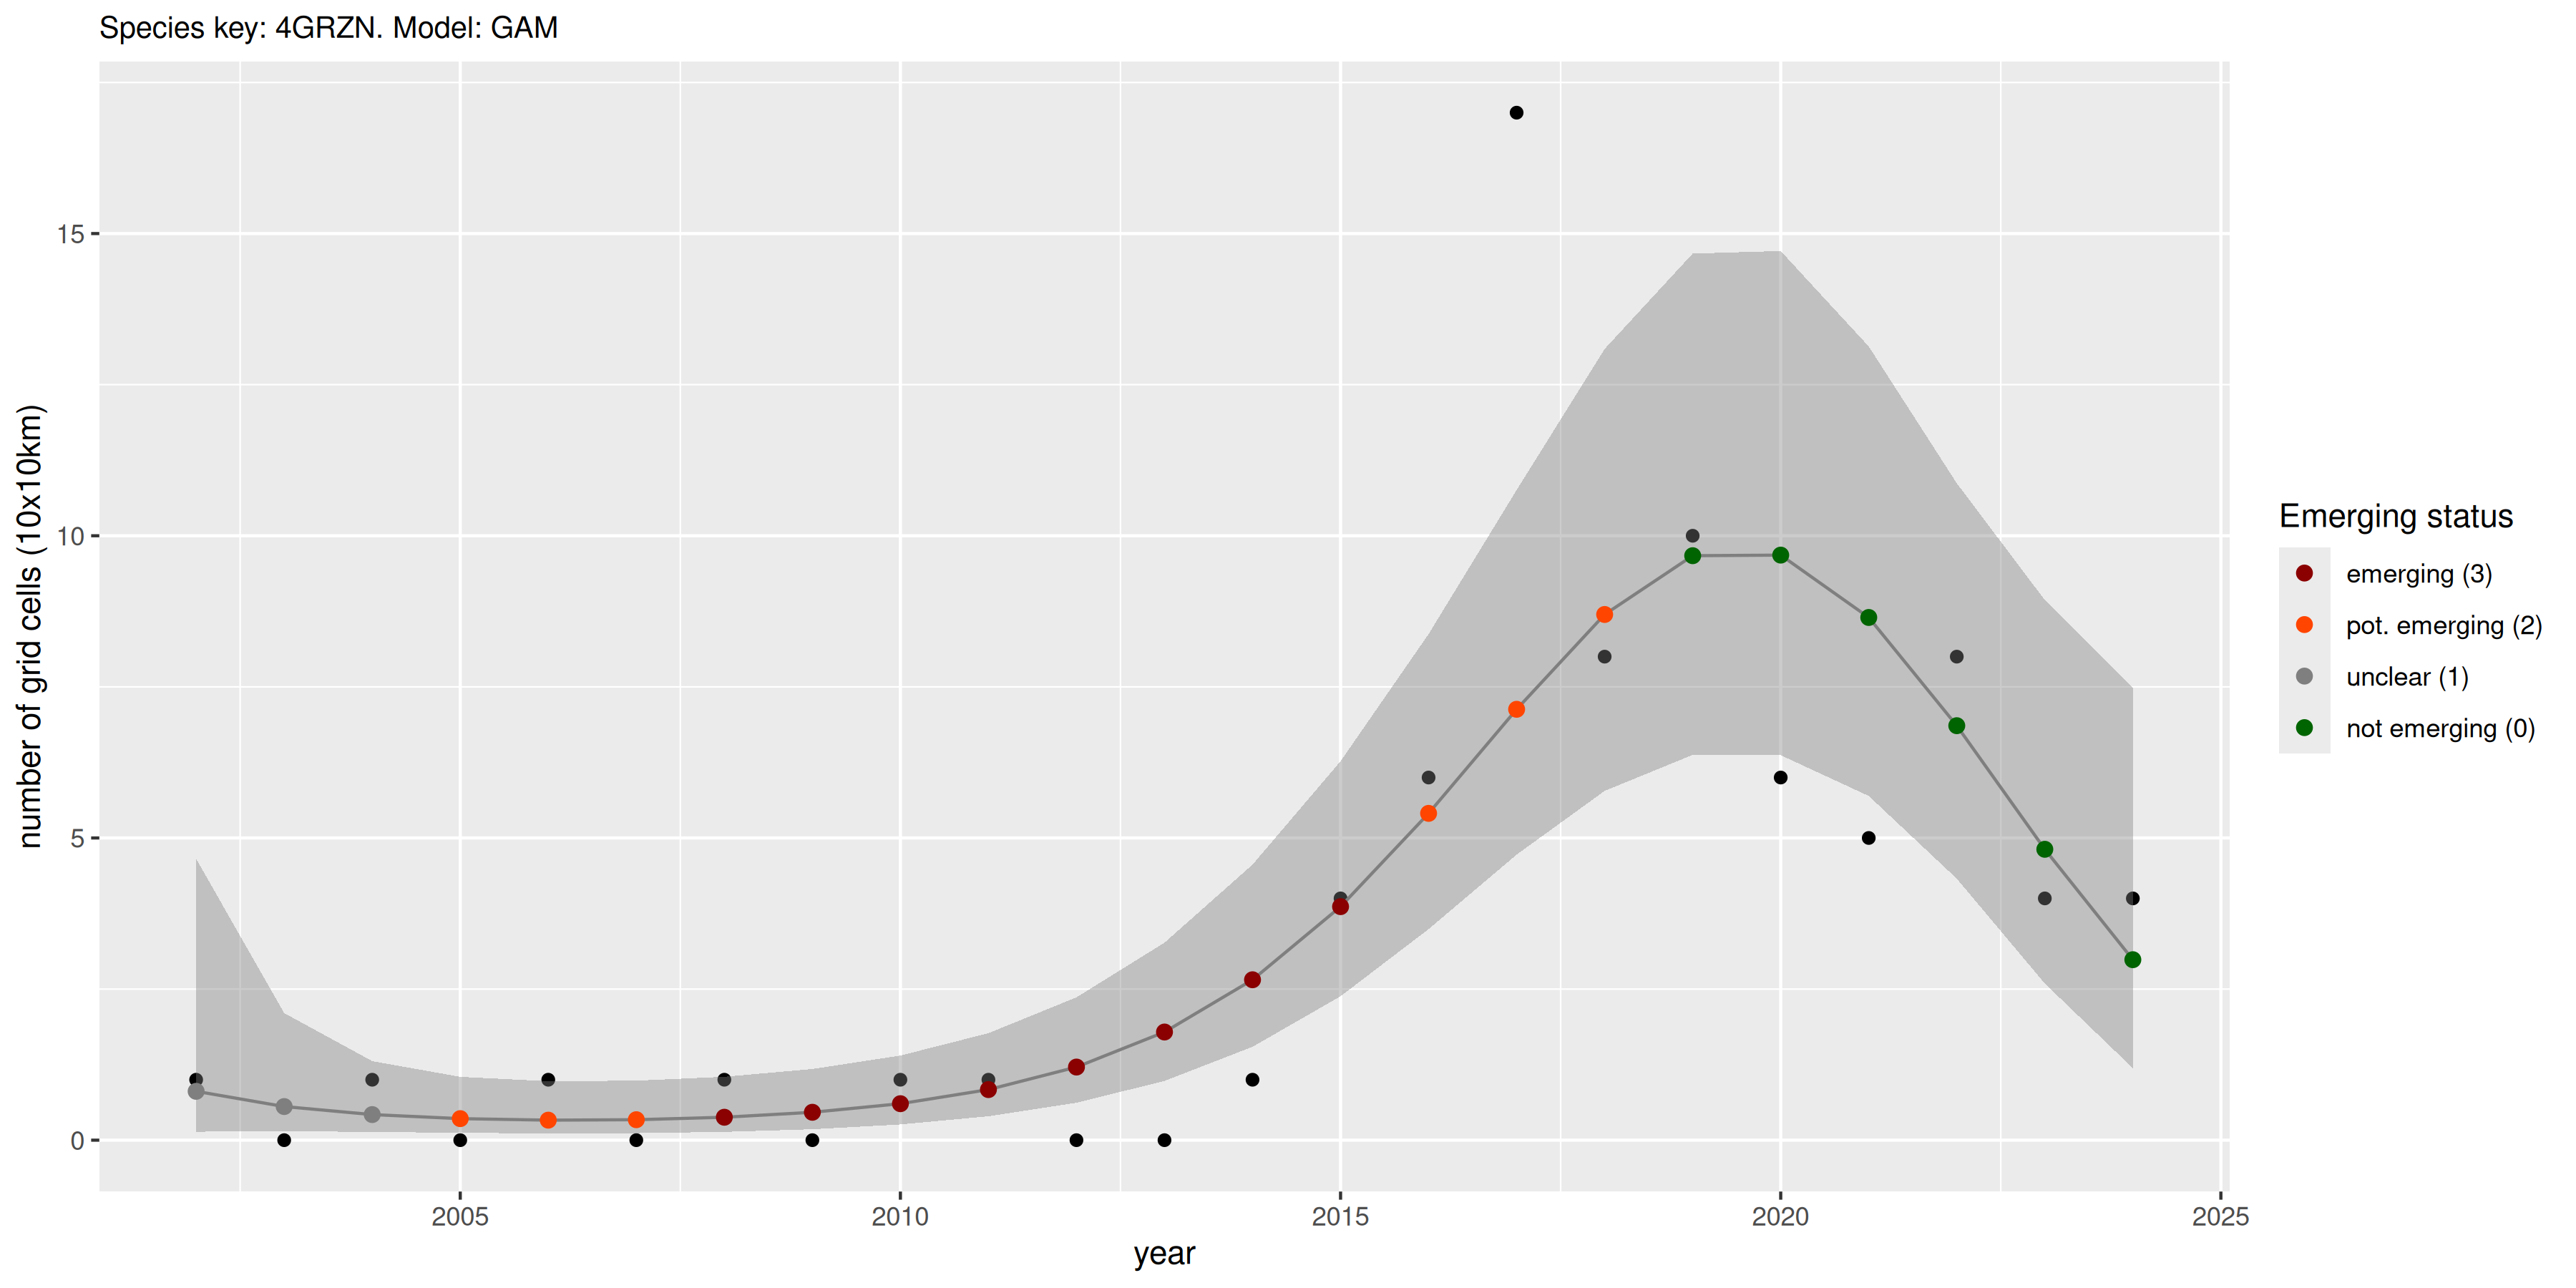 Species key: 4GRZN. Model: GAM
number of grid cells (10x10km)
15
10
5
0
2005
2010
2015
2020
2025
year
Emerging status
emerging (3)
pot. emerging (2)
unclear (1)
not emerging (0)